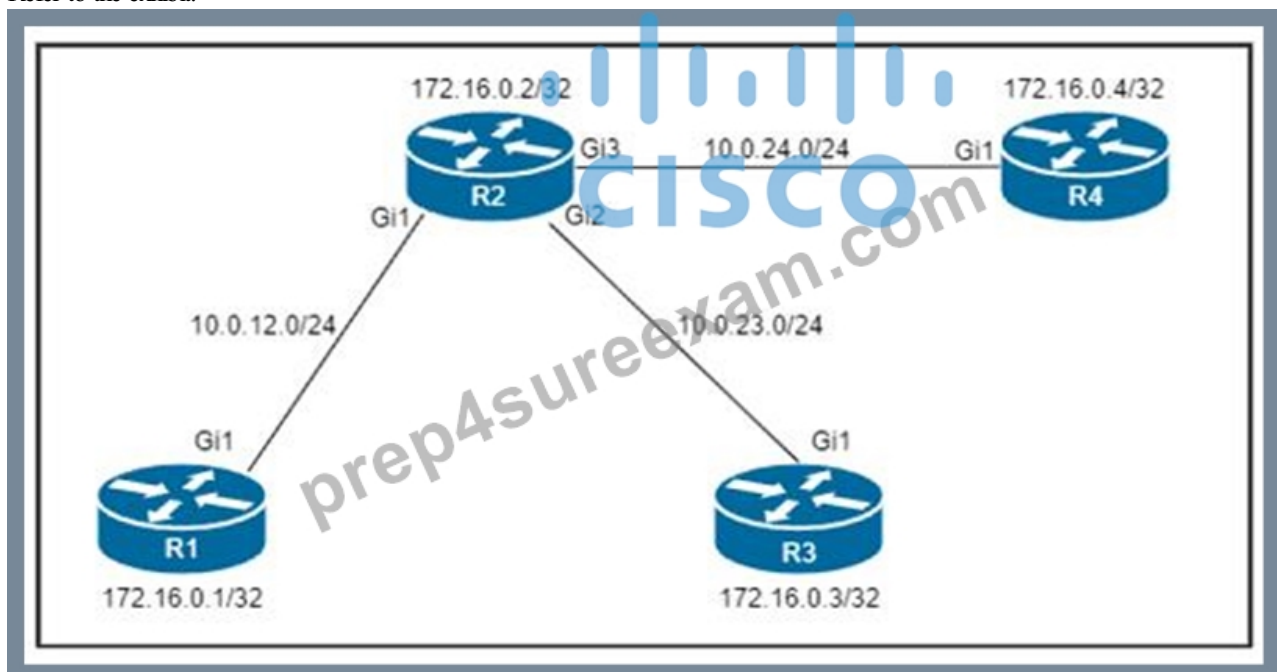 172.16.0.2/32
172.16.0.4/32
Gi3
10.0.24.0/24
Gi1
R2
R4
Gi1
Gi2
CISCO
prep4sureexam.com
10.0.12.0/24
10.0.23.0/24
Gi1
Gi1
R1
R3
172.16.0.1/32
172.16.0.3/32